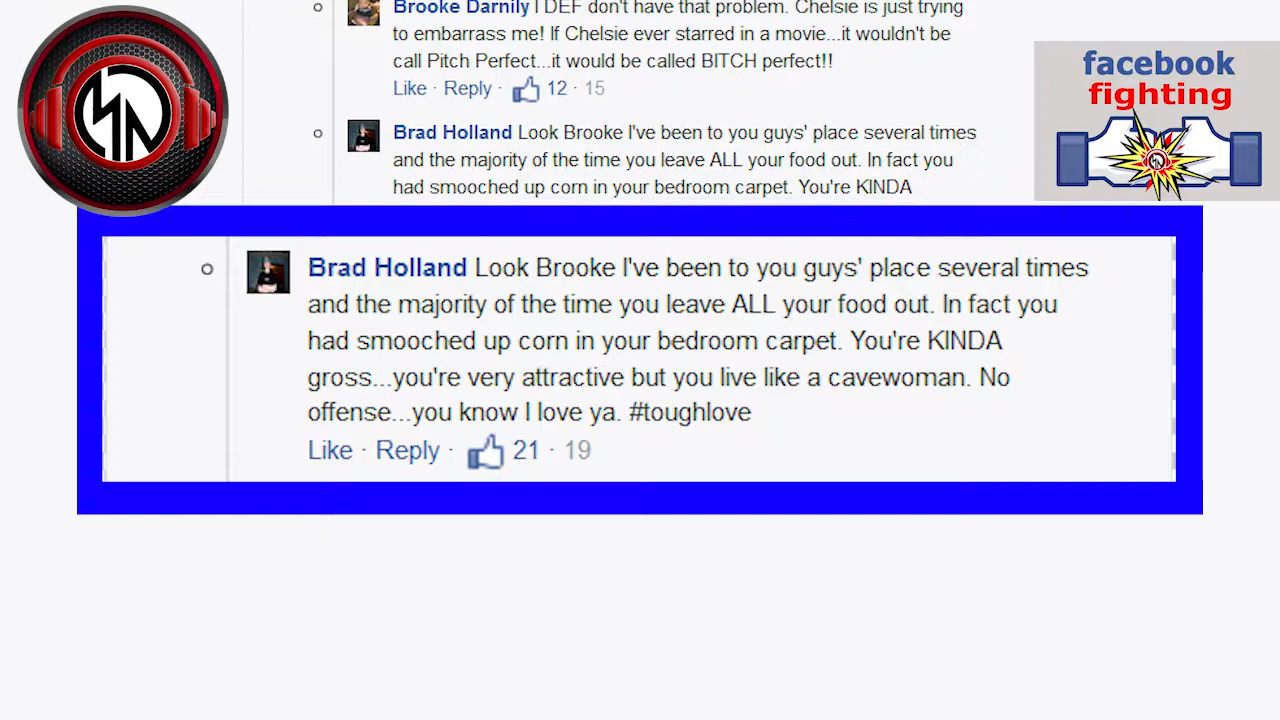 Brooke Darnily I DEF don't have that problem. Chelsie is just trying
to embarrass me! If Chelsie ever starred in a movie...it wouldn't be
call Pitch Perfect...it would be called BITCH perfect!!
Like · Reply · 12 · 15
facebook
fighting
Brad Holland Look Brooke I've been to you guys' place several times
and the majority of the time you leave ALL your food out. In fact you
had smooched up corn in your bedroom carpet. You're KINDA
Brad Holland Look Brooke I've been to you guys' place several times
and the majority of the time you leave ALL your food out. In fact you
had smooched up corn in your bedroom carpet. You're KINDA
gross...you're very attractive but you live like a cavewoman. No
offense...you know I love ya. #toughlove
Like · Reply · 21 · 19